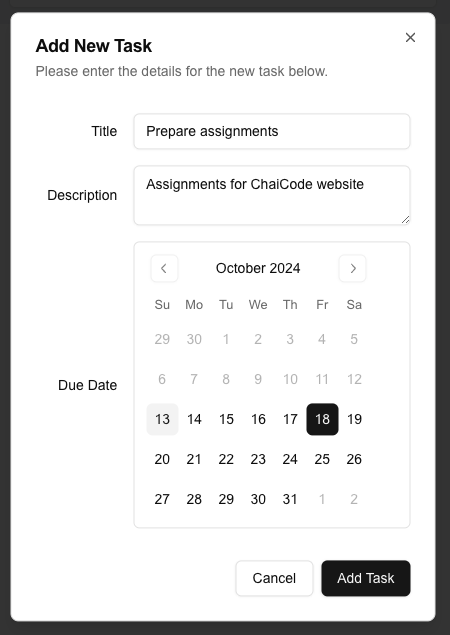 Add New Task
Please enter the details for the new task below.
Title
Prepare assignments
Description
Assignments for ChaiCode website
Due Date
October 2024
Su Mo Tu We Th Fr Sa
29 30 1 2 3 4 5
6 7 8 9 10 11 12
13 14 15 16 17 18 19
20 21 22 23 24 25 26
27 28 29 30 31 1 2
Cancel Add Task